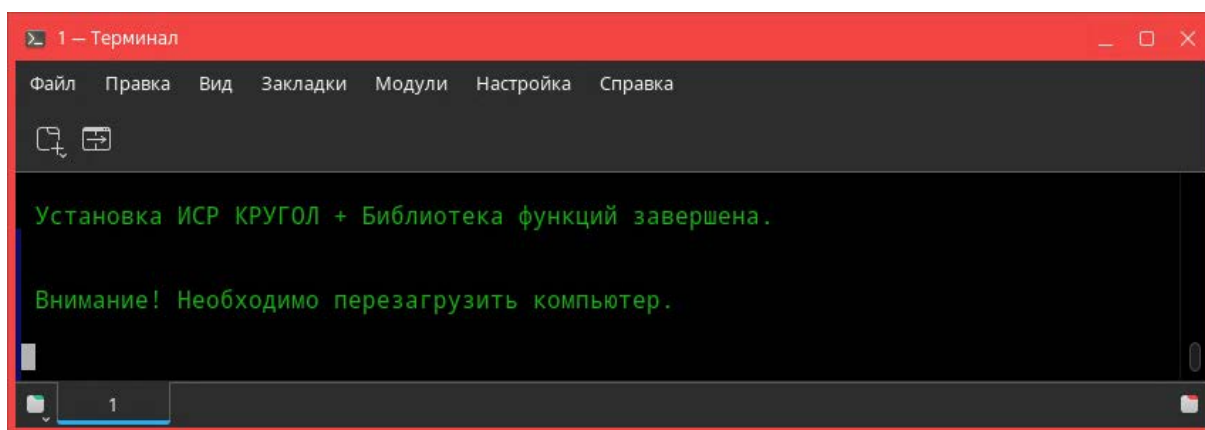 1 — Терминал
Файл Правка Вид Закладки Модули Настройка Справка
Установка ИСР КРУГОЛ + Библиотека функций завершена.
Внимание! Необходимо перезагрузить компьютер.
1